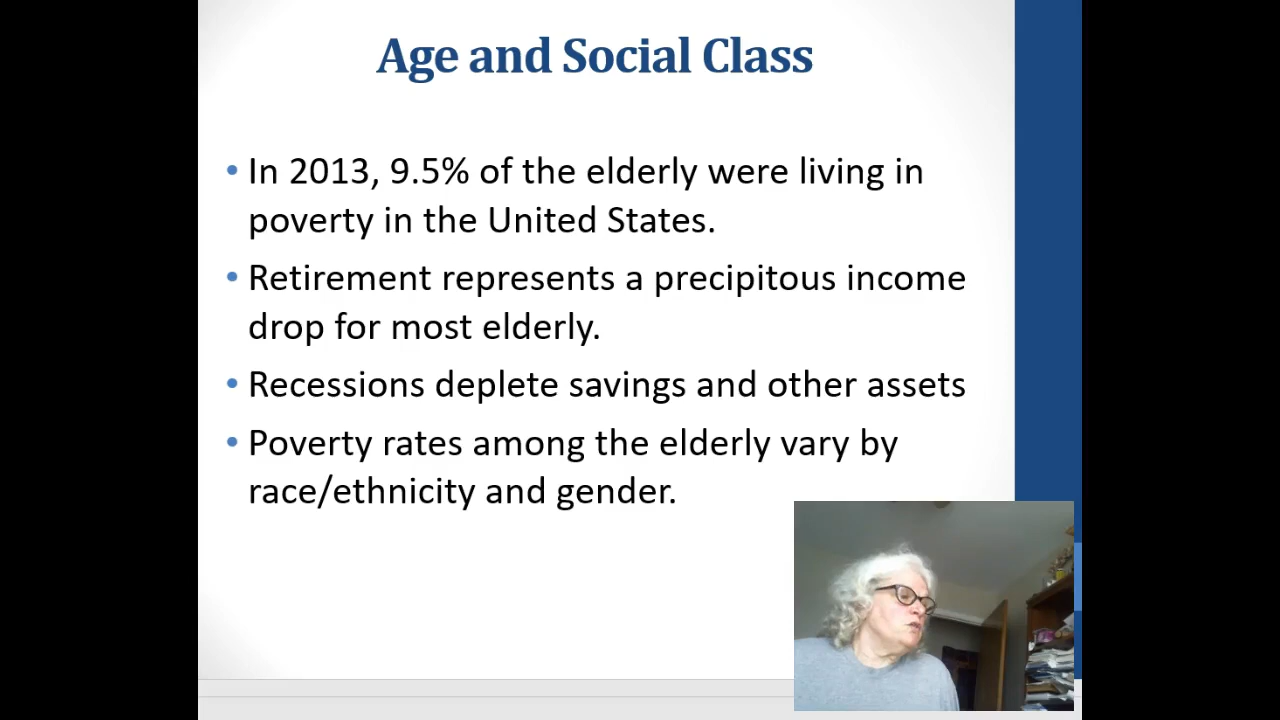 Age and Social Class
• In 2013, 9.5% of the elderly were living in
poverty in the United States.
• Retirement represents a precipitous income
drop for most elderly.
• Recessions deplete savings and other assets
• Poverty rates among the elderly vary by
race/ethnicity and gender.